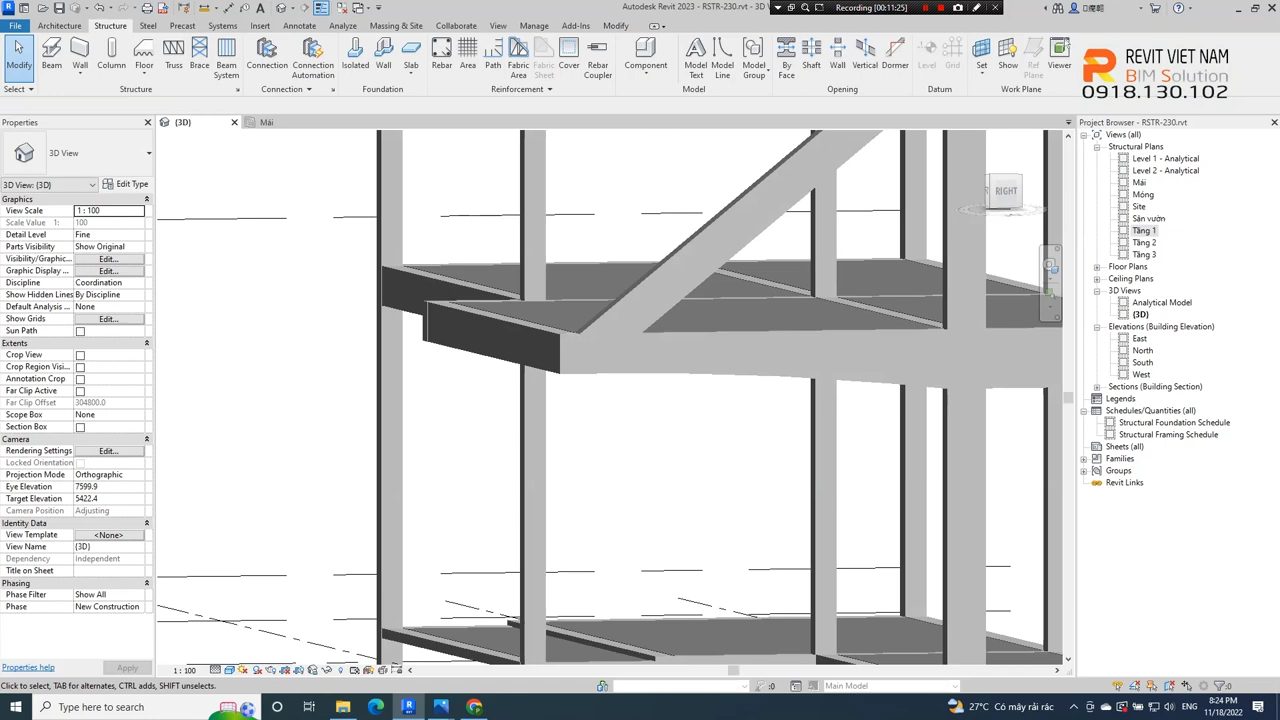 Autodesk Revit 2023 - RSTR-230.rvt - 3D V
Recording [00:11:25]
File
Architecture
Structure
Steel
Precast
Systems
Insert
Annotate
Analyze
Massing & Site
Collaborate
View
Manage
Add-Ins
Modify
Modify
Beam
Wall
Column
Floor
Truss
Brace
Beam System
Connection
Connection Automation
Isolated
Wall
Slab
Rebar
Area
Path
Fabric Area
Fabric Sheet
Cover
Rebar Coupler
Component
Model Text
Model Line
Model Group
By Face
Shaft
Wall
Vertical
Dormer
Level
Grid
Set
Show
Ref Plane
Viewer
Select
Structure
Connection
Foundation
Reinforcement
Model
Opening
Datum
Work Plane
REVIT VIET NAM
BIM Solution
0918.130.102
Properties
3D View
3D View: {3D}
Edit Type
Graphics
View Scale 1 : 100
Scale Value 1: 100
Detail Level Fine
Parts Visibility Show Original
Visibility/Graphic... Edit...
Graphic Display ... Edit...
Discipline Coordination
Show Hidden Lines By Discipline
Default Analysis ... None
Show Grids Edit...
Sun Path
Extents
Crop View
Crop Region Visi...
Annotation Crop
Far Clip Active
Far Clip Offset 304800.0
Scope Box None
Section Box
Camera
Rendering Settings Edit...
Locked Orientation
Projection Mode Orthographic
Eye Elevation 7599.9
Target Elevation 5422.4
Camera Position Adjusting
Identity Data
View Template <None>
View Name {3D}
Dependency Independent
Title on Sheet
Phasing
Phase Filter Show All
Phase New Construction
Properties help
Apply
{3D}
Mái
RIGHT
1 : 100
Project Browser - RSTR-230.rvt
Views (all)
Structural Plans
Level 1 - Analytical
Level 2 - Analytical
Mái
Móng
Site
Sân vườn
Tầng 1
Tầng 2
Tầng 3
Floor Plans
Ceiling Plans
3D Views
Analytical Model
{3D}
Elevations (Building Elevation)
East
North
South
West
Sections (Building Section)
Legends
Schedules/Quantities (all)
Structural Foundation Schedule
Structural Framing Schedule
Sheets (all)
Families
Groups
Revit Links
Click to select, TAB for alternates, CTRL adds, SHIFT unselects.
:0
Main Model
:0
Type here to search
27°C Có mây rải rác
8:24 PM
11/18/2022